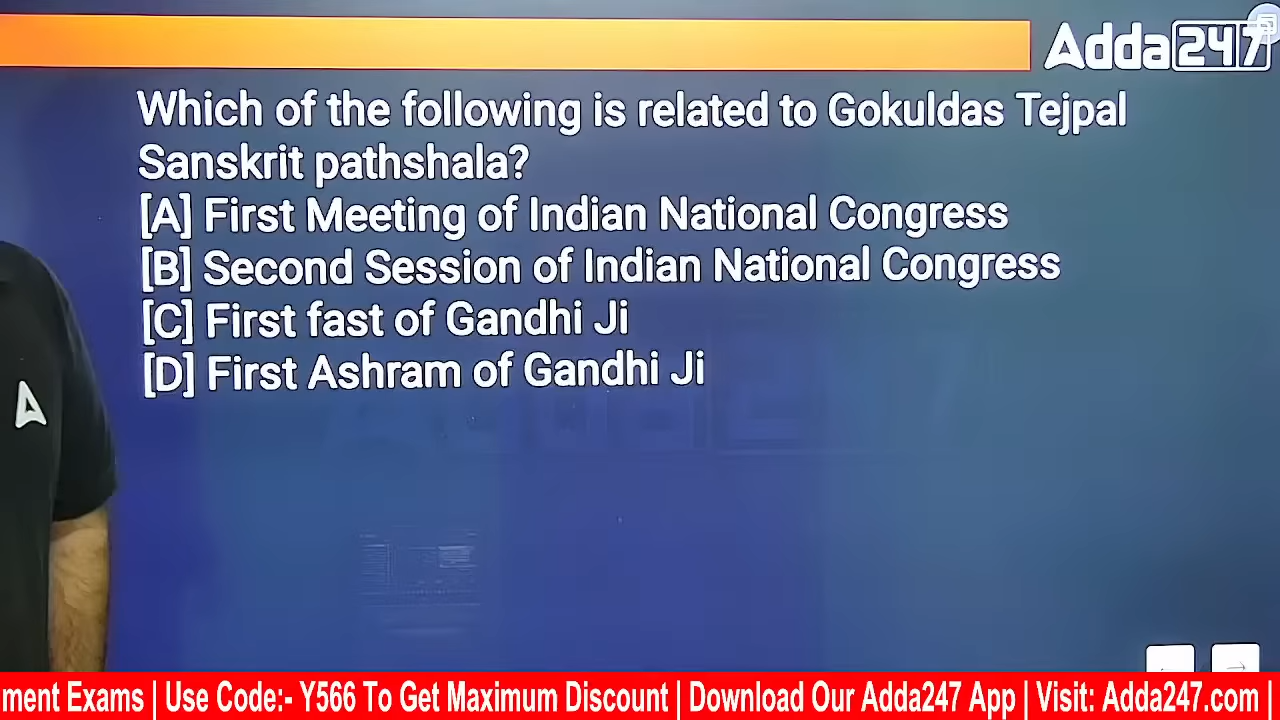 Adda247
Which of the following is related to Gokuldas Tejpal
Sanskrit pathshala?
[A] First Meeting of Indian National Congress
[B] Second Session of Indian National Congress
[C] First fast of Gandhi Ji
[D] First Ashram of Gandhi Ji
ment Exams | Use Code:- Y566 To Get Maximum Discount | Download Our Adda247 App | Visit: Adda247.com |